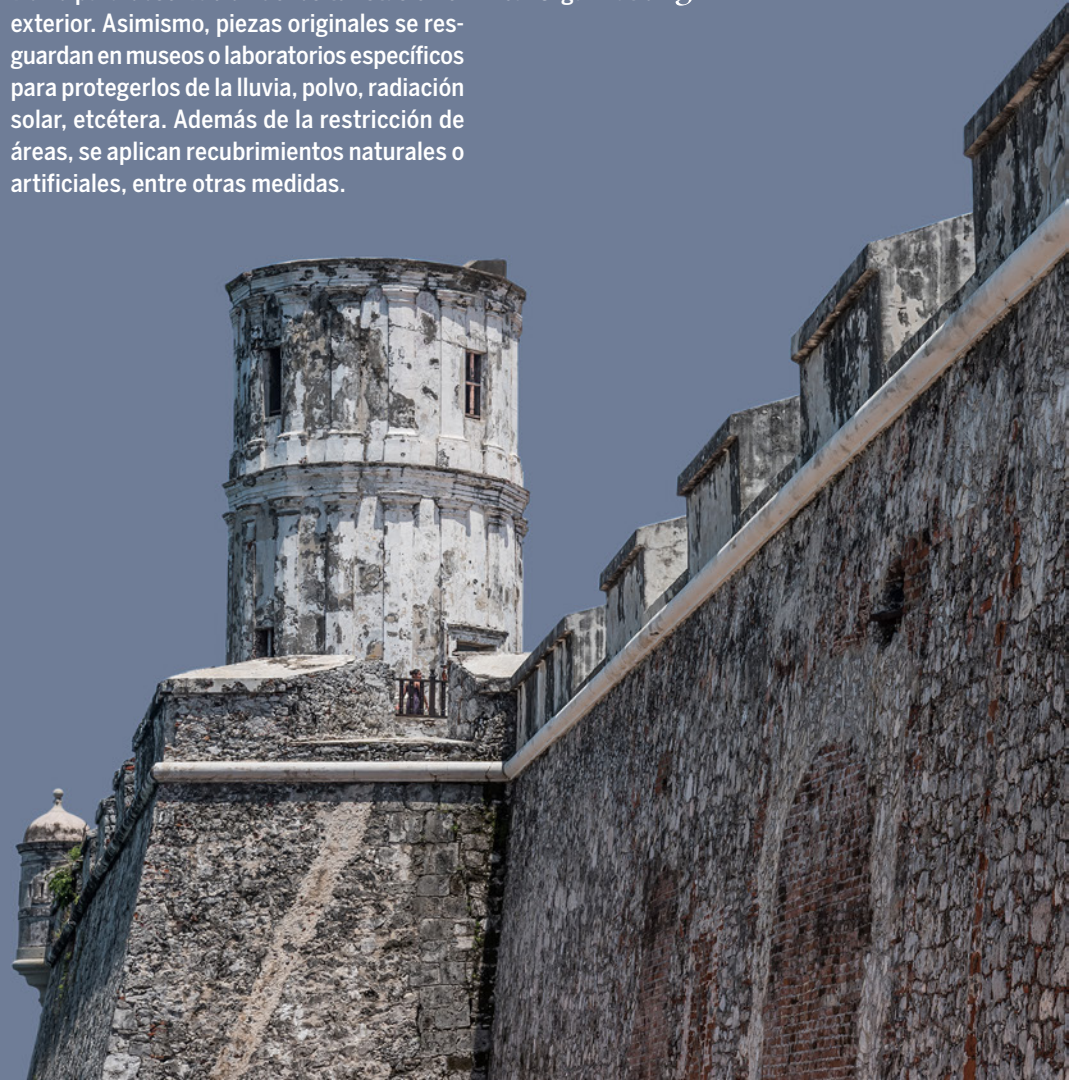 exterior. Asimismo, piezas originales se res-
guardan en museos o laboratorios específicos
para protegerlos de la lluvia, polvo, radiación
solar, etcétera. Además de la restricción de
áreas, se aplican recubrimientos naturales o
artificiales, entre otras medidas.